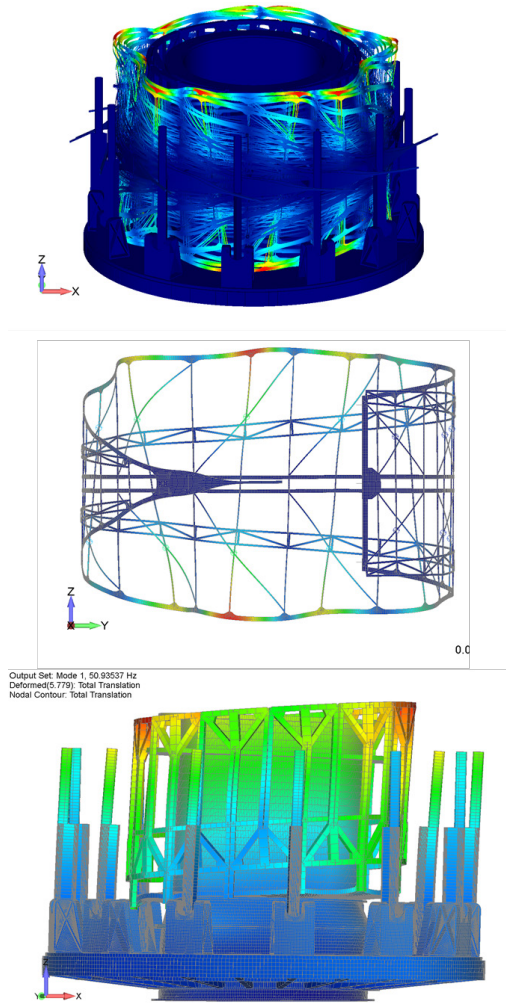 Z
X
Z
Y
X
0.0
Output Set: Mode 1, 50.93537 Hz
Deformed(5.779): Total Translation
Nodal Contour: Total Translation
Z
Y
X